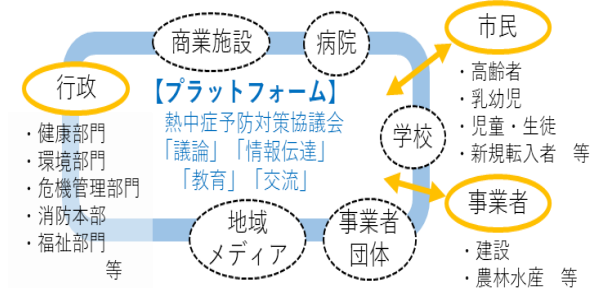 商業施設
病院
市民
行政
【プラットフォーム】
熱中症予防対策協議会
「議論」「情報伝達」
「教育」「交流」
学校
・高齢者
・乳幼児
・児童・生徒
・新規転入者　等
・健康部門
・環境部門
・危機管理部門
・消防本部
・福祉部門
等
地域
メディア
事業者
団体
事業者
・建設
・農林水産　等